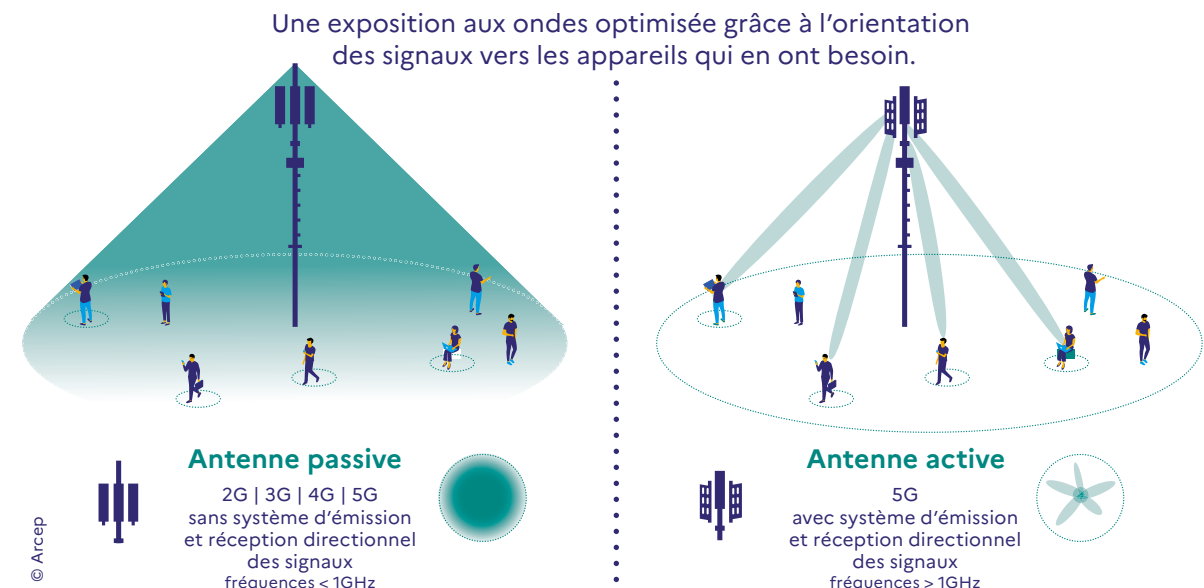 Une exposition aux ondes optimisée grâce à l'orientation
des signaux vers les appareils qui en ont besoin.
Antenne passive
2G | 3G | 4G | 5G
sans système d'émission
et réception directionnel
des signaux
fréquences < 1GHz
Antenne active
5G
avec système d'émission
et réception directionnel
des signaux
fréquences > 1GHz
© Arcep